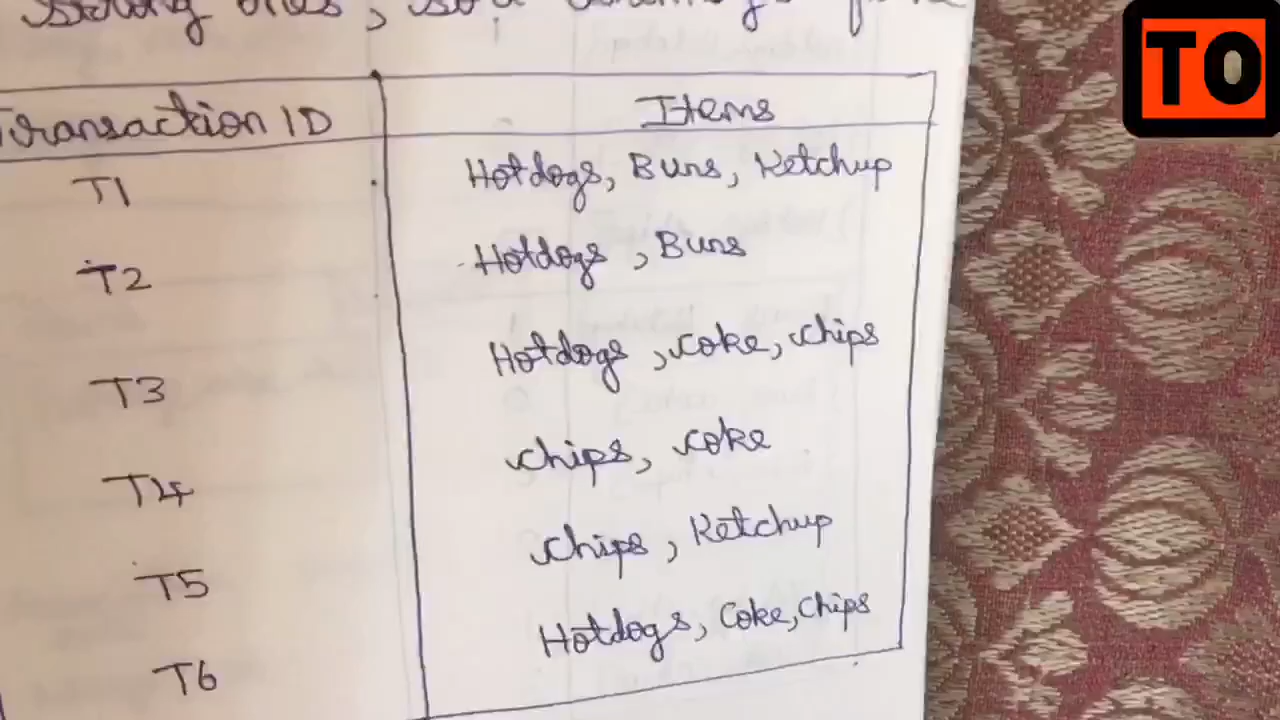 Transaction ID Items
T1 Hotdogs, Buns, Ketchup
T2 Hotdogs, Buns
T3 Hotdogs, coke, chips
T4 chips, coke
T5 chips, Ketchup
T6 Hotdogs, Coke, Chips
TO